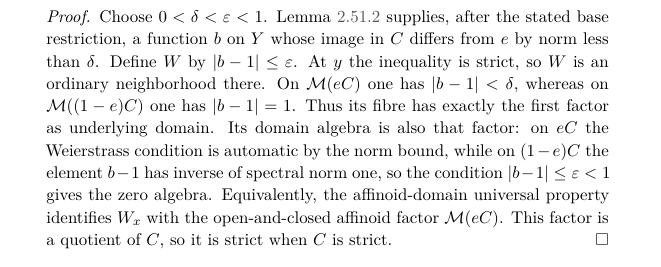 Proof. Choose 0 < δ < ε < 1. Lemma 2.51.2 supplies, after the stated base
restriction, a function b on Y whose image in C differs from e by norm less
than δ. Define W by |b − 1| ≤ ε. At y the inequality is strict, so W is an
ordinary neighborhood there. On ℳ(eC) one has |b − 1| < δ, whereas on
ℳ((1 − e)C) one has |b − 1| = 1. Thus its fibre has exactly the first factor
as underlying domain. Its domain algebra is also that factor: on eC the
Weierstrass condition is automatic by the norm bound, while on (1−e)C the
element b−1 has inverse of spectral norm one, so the condition |b−1| ≤ ε < 1
gives the zero algebra. Equivalently, the affinoid-domain universal property
identifies Wₓ with the open-and-closed affinoid factor ℳ(eC). This factor is
a quotient of C, so it is strict when C is strict. □